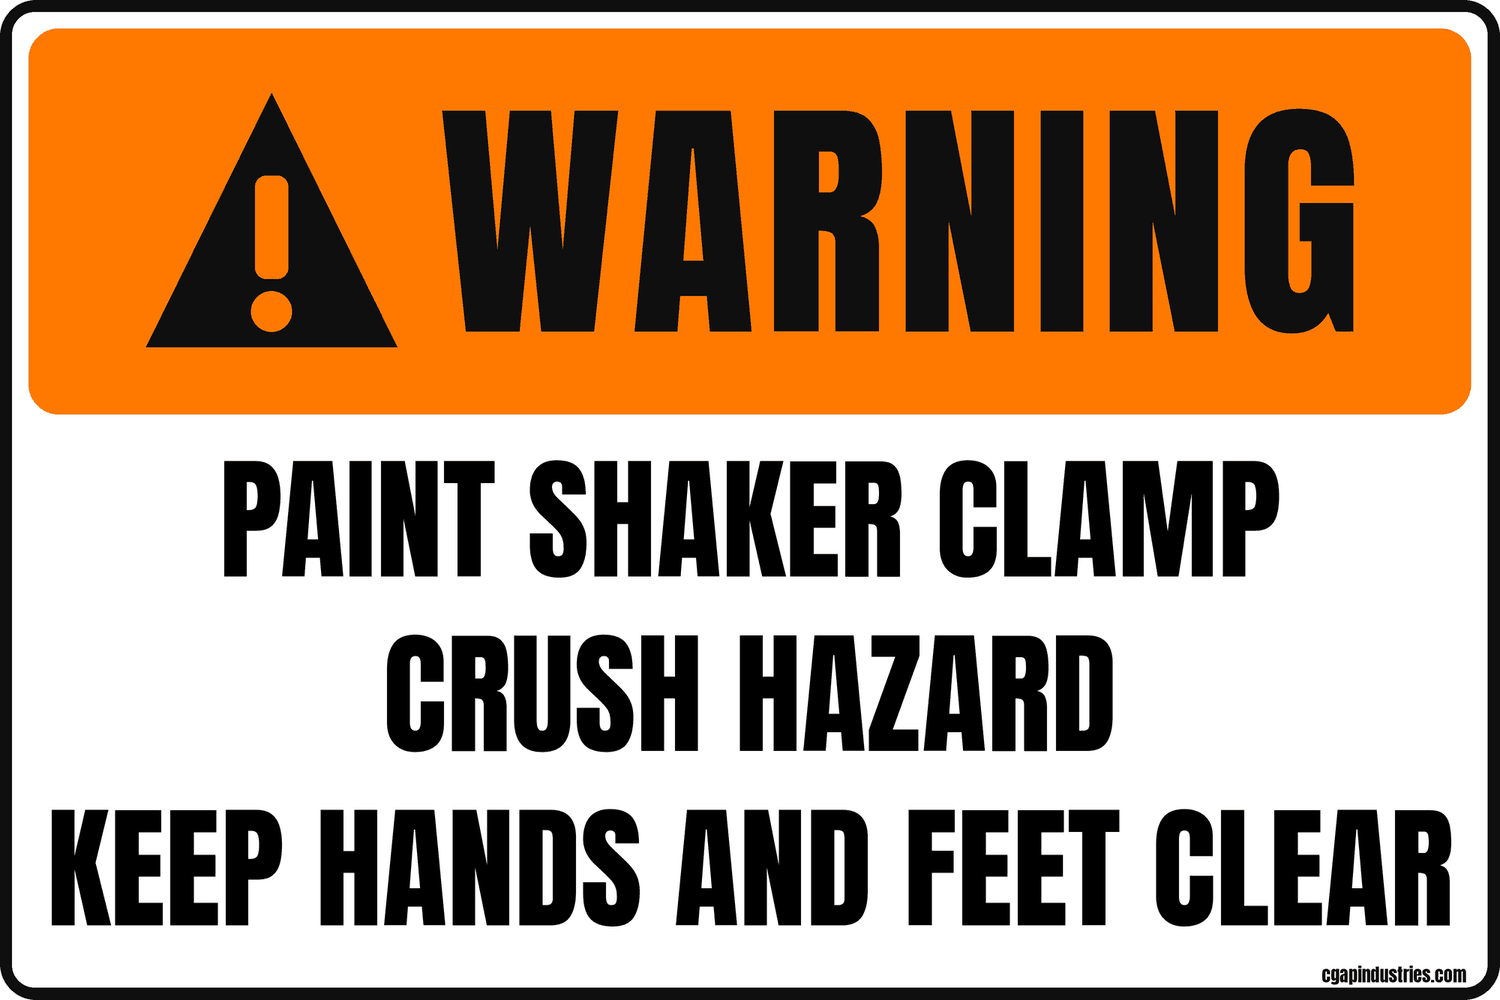 WARNING
PAINT SHAKER CLAMP
CRUSH HAZARD
KEEP HANDS AND FEET CLEAR
cgapindustries.com